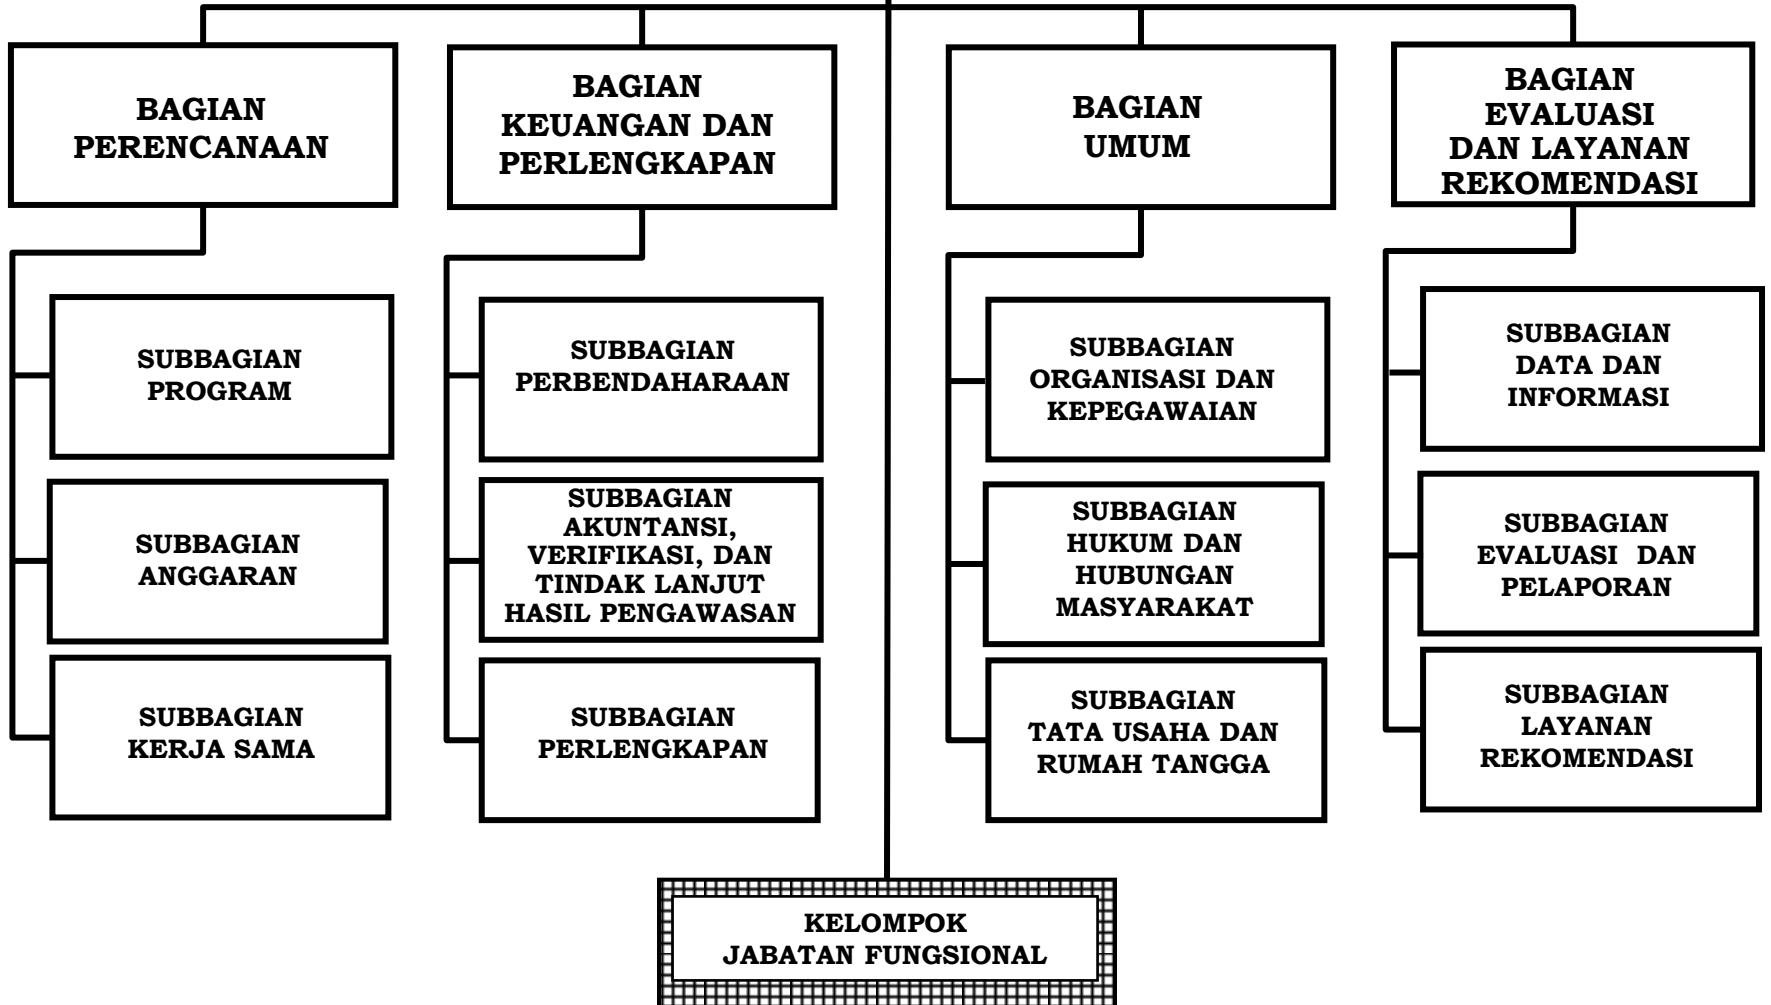 BAGIAN
PERENCANAAN
BAGIAN
KEUANGAN DAN
PERLENGKAPAN
BAGIAN
UMUM
BAGIAN
EVALUASI
DAN LAYANAN
REKOMENDASI
SUBBAGIAN
PROGRAM
SUBBAGIAN
ANGGARAN
SUBBAGIAN
KERJA SAMA
SUBBAGIAN
PERBENDAHARAAN
SUBBAGIAN
AKUNTANSI,
VERIFIKASI, DAN
TINDAK LANJUT
HASIL PENGAWASAN
SUBBAGIAN
PERLENGKAPAN
SUBBAGIAN
ORGANISASI DAN
KEPEGAWAIAN
SUBBAGIAN
HUKUM DAN
HUBUNGAN
MASYARAKAT
SUBBAGIAN
TATA USAHA DAN
RUMAH TANGGA
SUBBAGIAN
DATA DAN
INFORMASI
SUBBAGIAN
EVALUASI DAN
PELAPORAN
SUBBAGIAN
LAYANAN
REKOMENDASI
KELOMPOK
JABATAN FUNGSIONAL